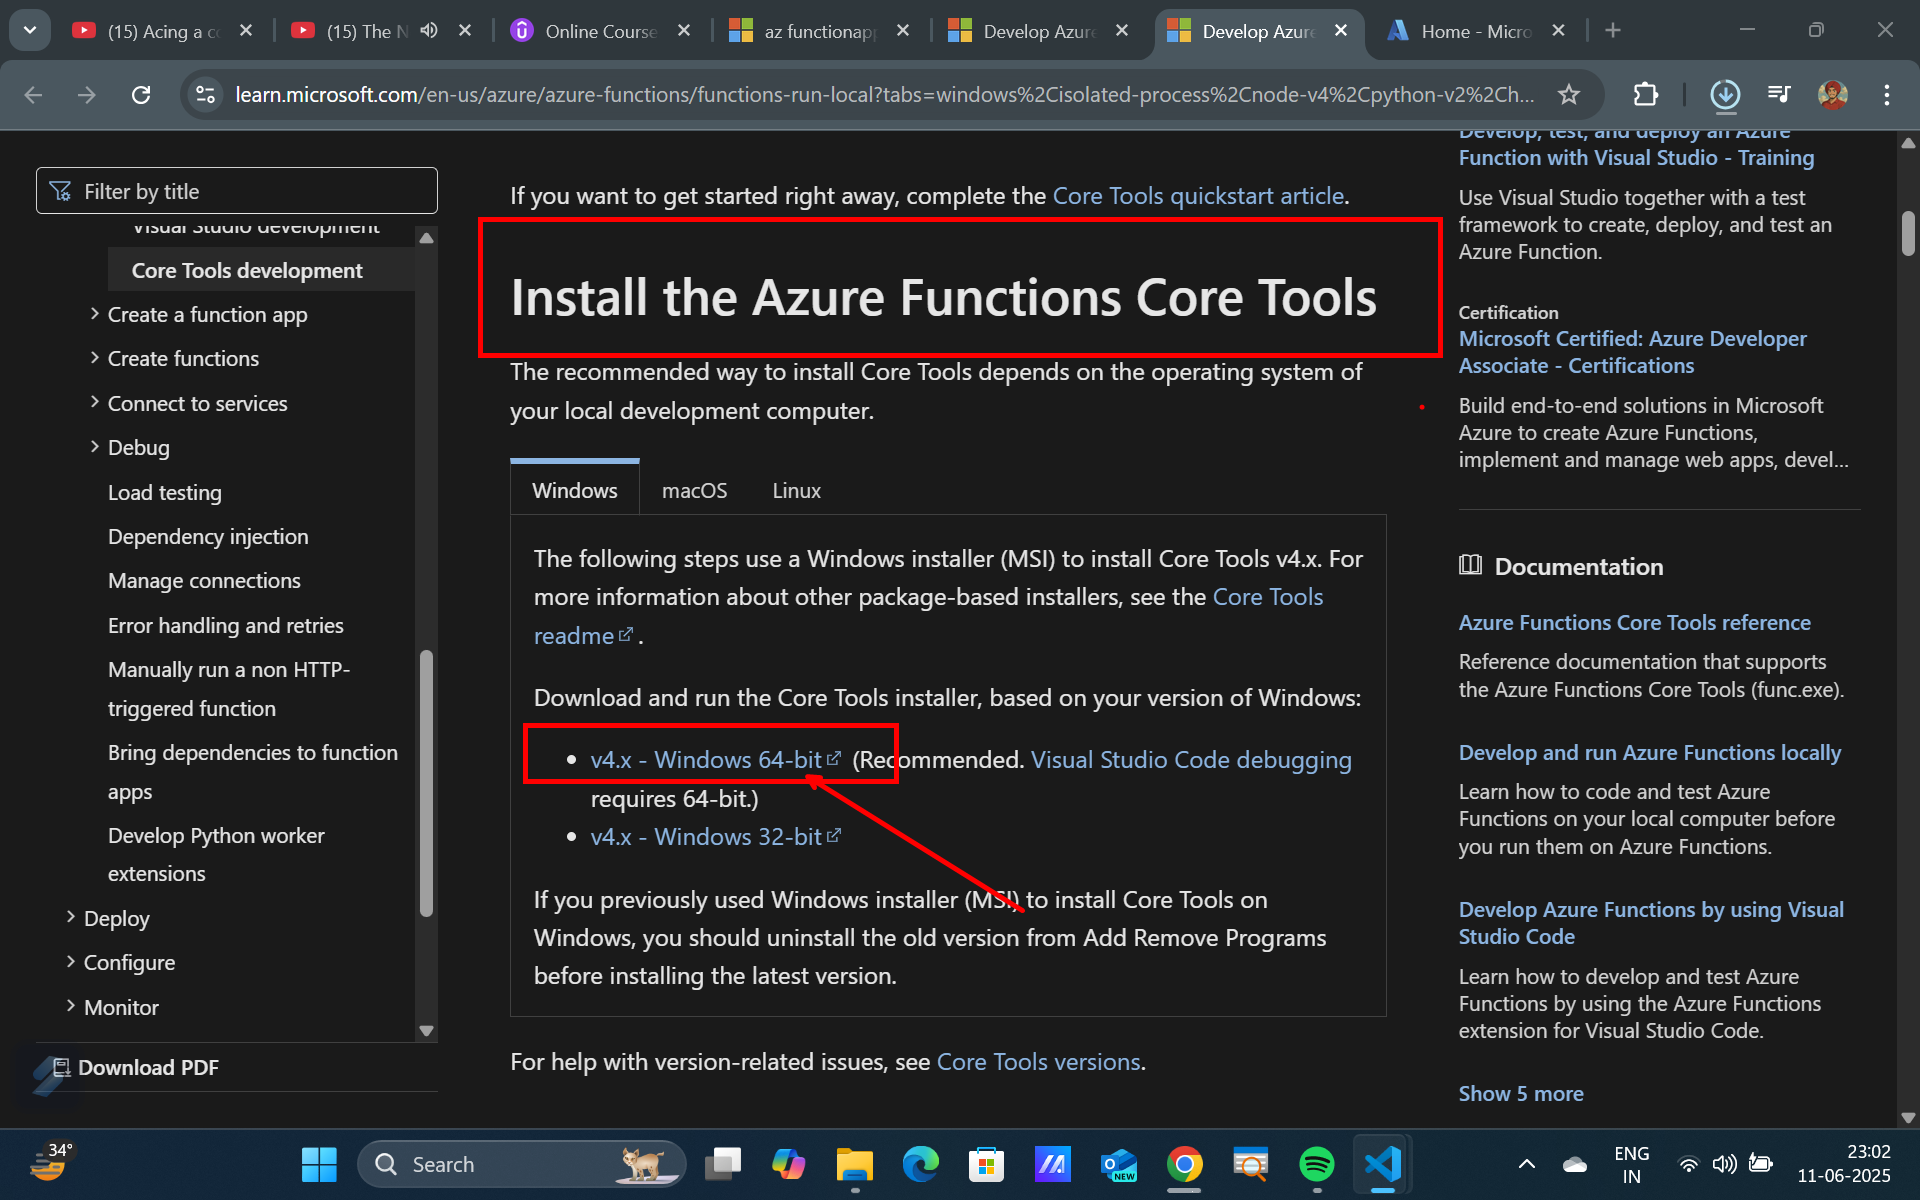 (15) Acing a c
(15) The N
Online Course
az functionapp
Develop Azure
Develop Azure
Home - Micro
learn.microsoft.com/en-us/azure/azure-functions/functions-run-local?tabs=windows%2Cisolated-process%2Cnode-v4%2Cpython-v2%2Ch...
Filter by title
Visual Studio development
Core Tools development
Create a function app
Create functions
Connect to services
Debug
Load testing
Dependency injection
Manage connections
Error handling and retries
Manually run a non HTTP-
triggered function
Bring dependencies to function
apps
Develop Python worker
extensions
Deploy
Configure
Monitor
Download PDF
If you want to get started right away, complete the Core Tools quickstart article.
Install the Azure Functions Core Tools
The recommended way to install Core Tools depends on the operating system of
your local development computer.
Windows
macOS
Linux
The following steps use a Windows installer (MSI) to install Core Tools v4.x. For
more information about other package-based installers, see the Core Tools
readme .
Download and run the Core Tools installer, based on your version of Windows:
• v4.x - Windows 64-bit (Recommended. Visual Studio Code debugging
requires 64-bit.)
• v4.x - Windows 32-bit
If you previously used Windows installer (MSI) to install Core Tools on
Windows, you should uninstall the old version from Add Remove Programs
before installing the latest version.
For help with version-related issues, see Core Tools versions.
Develop, test, and deploy an Azure
Function with Visual Studio - Training
Use Visual Studio together with a test
framework to create, deploy, and test an
Azure Function.
Certification
Microsoft Certified: Azure Developer
Associate - Certifications
Build end-to-end solutions in Microsoft
Azure to create Azure Functions,
implement and manage web apps, devel...
Documentation
Azure Functions Core Tools reference
Reference documentation that supports
the Azure Functions Core Tools (func.exe).
Develop and run Azure Functions locally
Learn how to code and test Azure
Functions on your local computer before
you run them on Azure Functions.
Develop Azure Functions by using Visual
Studio Code
Learn how to develop and test Azure
Functions by using the Azure Functions
extension for Visual Studio Code.
Show 5 more
34°
Search
NEW
ENG
IN
23:02
11-06-2025